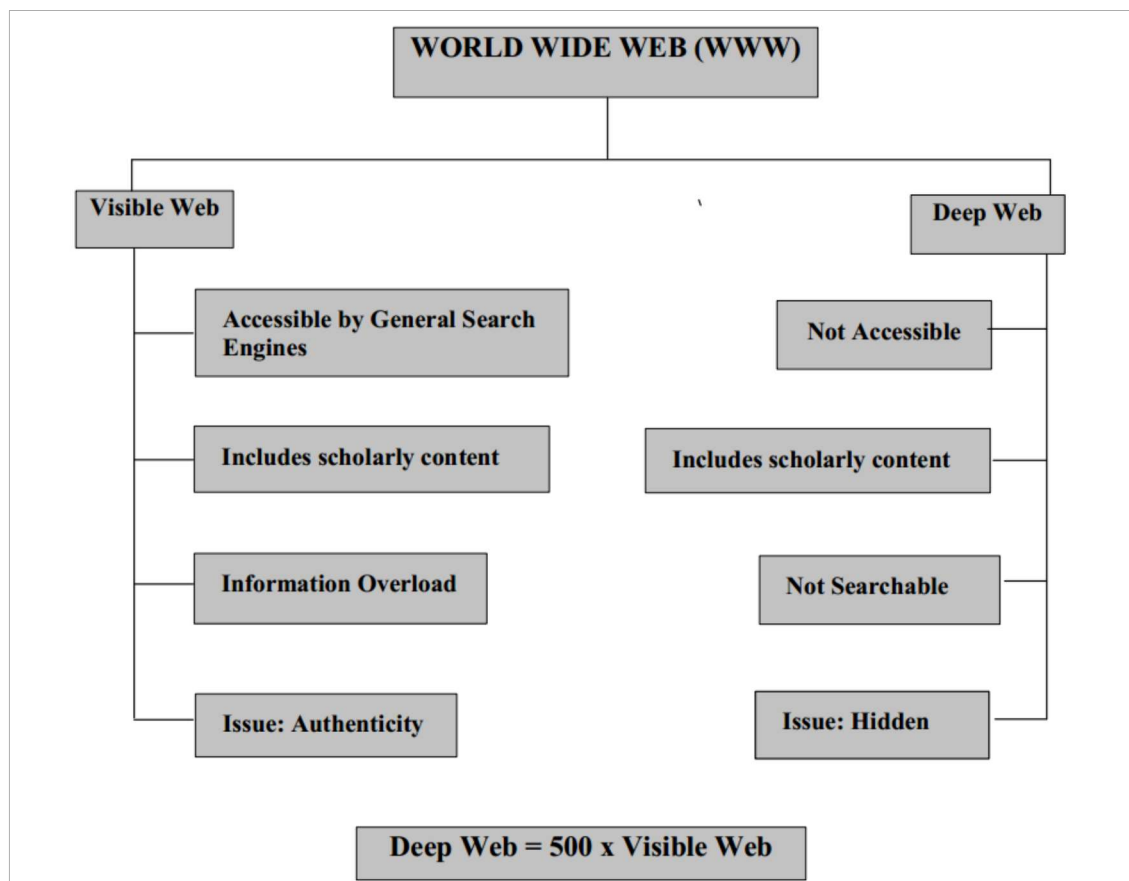 WORLD WIDE WEB (WWW)
Visible Web
Deep Web
Accessible by General Search
Engines
Not Accessible
Includes scholarly content
Includes scholarly content
Information Overload
Not Searchable
Issue: Authenticity
Issue: Hidden
Deep Web = 500 x Visible Web